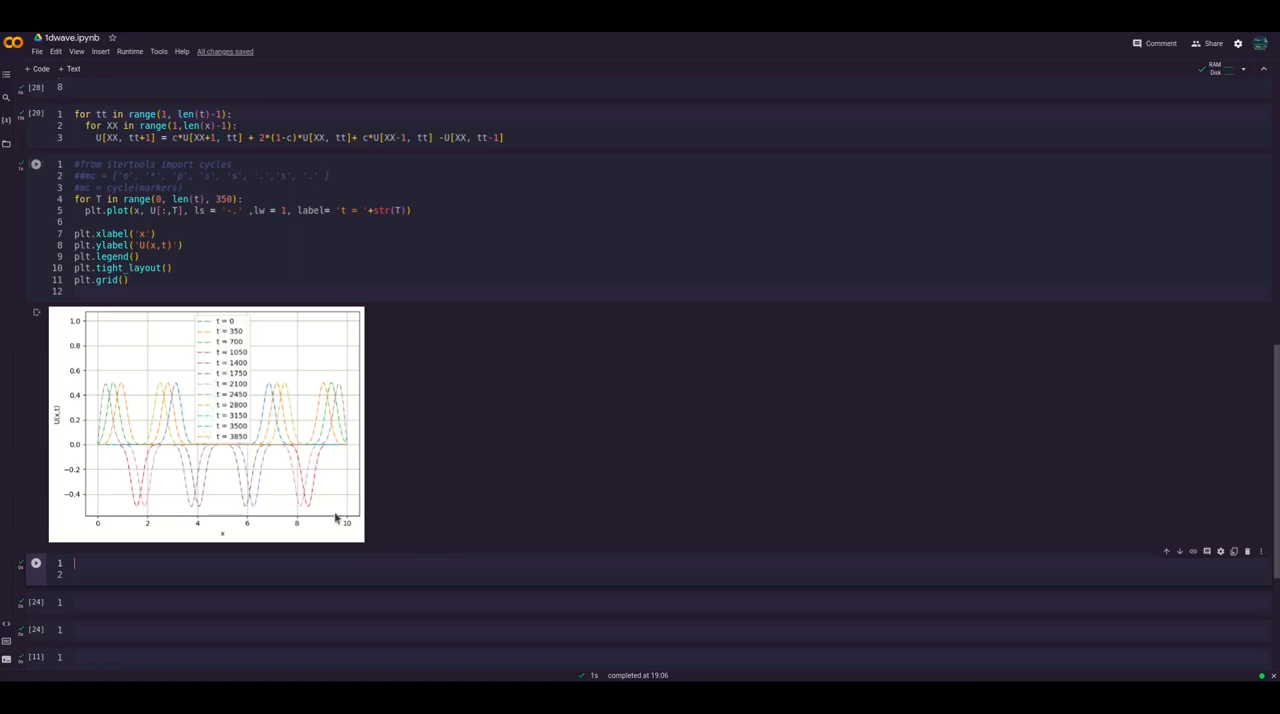 1dwave.ipynb
File Edit View Insert Runtime Tools Help All changes saved
Comment Share
+ Code + Text
RAM
Disk
[28] 8
[20] 1 for tt in range(1, len(t)-1):
2 for XX in range(1,len(x)-1):
3 U[XX, tt+1] = c*U[XX+1, tt] + 2*(1-c)*U[XX, tt]+ c*U[XX-1, tt] -U[XX, tt-1]
1 #from itertools import cycles
2 ##mc = ['o', '*', 'p', 's', 's', '.','s', '.' ]
3 #mc = cycle(markers)
4 for T in range(0, len(t), 350):
5 plt.plot(x, U[:,T], ls = '-.' ,lw = 1, label= 't = '+str(T))
6
7 plt.xlabel('x')
8 plt.ylabel('U(x,t)')
9 plt.legend()
10 plt.tight_layout()
11 plt.grid()
12
1.0
0.8
0.6
0.4
0.2
0.0
−0.2
−0.4
U(x,t)
t = 0
t = 350
t = 700
t = 1050
t = 1400
t = 1750
t = 2100
t = 2450
t = 2800
t = 3150
t = 3500
t = 3850
0 2 4 6 8 10
x
1
2
[24] 1
[24] 1
[11] 1
1s completed at 19:06